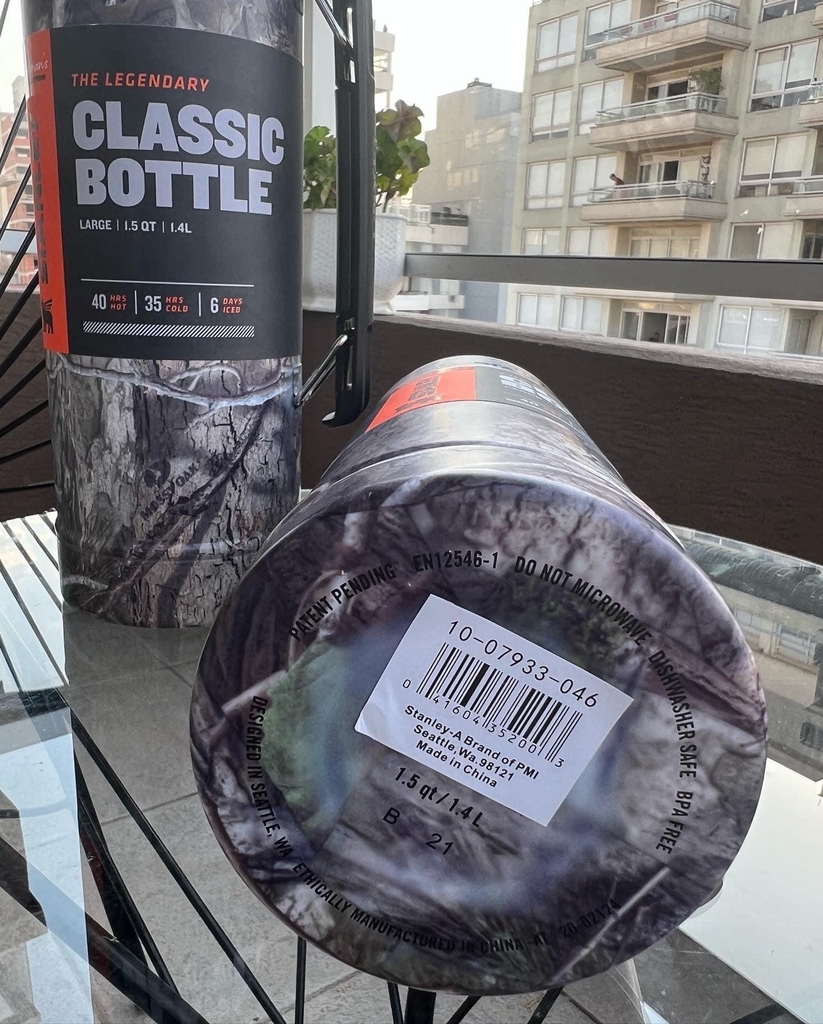 THE LEGENDARY
CLASSIC
BOTTLE
LARGE | 1.5 QT | 1.4L
40 HRS HOT | 35 HRS COLD | 6 DAYS ICED
MOSSY OAK
PATENT PENDING EN12546-1 DO NOT MICROWAVE DISHWASHER SAFE BPA FREE
10-07933-046
0 41604 35200 3
Stanley-A Brand of PMI
Seattle,Wa.98121
Made in China
1.5 qt / 1.4 L
B 21
DESIGNED IN SEATTLE, WA ETHICALLY MANUFACTURED IN CHINA